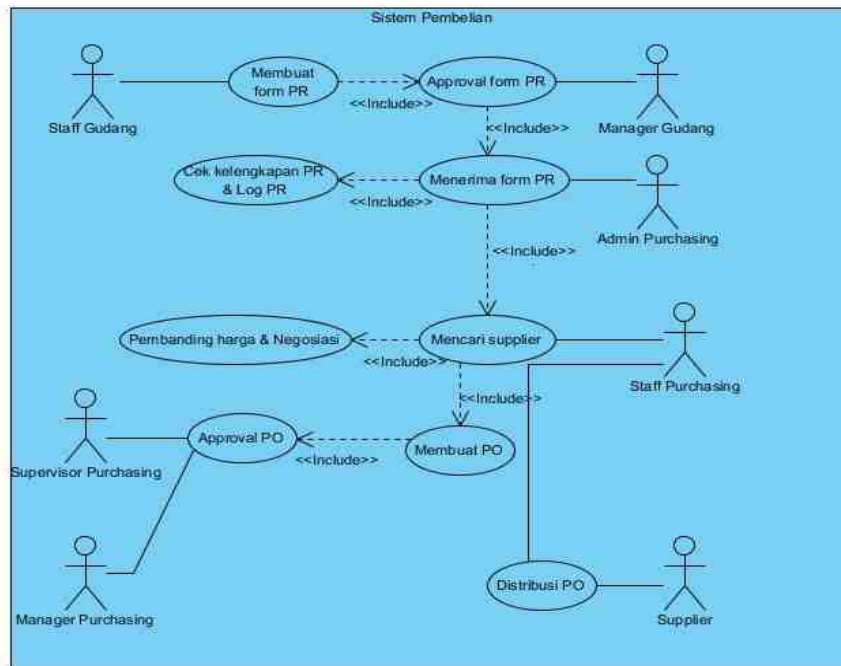 Sistem Pembelian
Membuat
form PR
Approval form PR
<<Include>>
Staff Gudang
Manager Gudang
<<Include>>
Cek kelengkapan PR
& Log PR
Menerima form PR
<<Include>>
Admin Purchasing
<<Include>>
Pembanding harga & Negosiasi
Mencari supplier
<<Include>>
Staff Purchasing
<<Include>>
Approval PO
Membuat PO
<<Include>>
Supervisor Purchasing
Distribusi PO
Manager Purchasing
Supplier